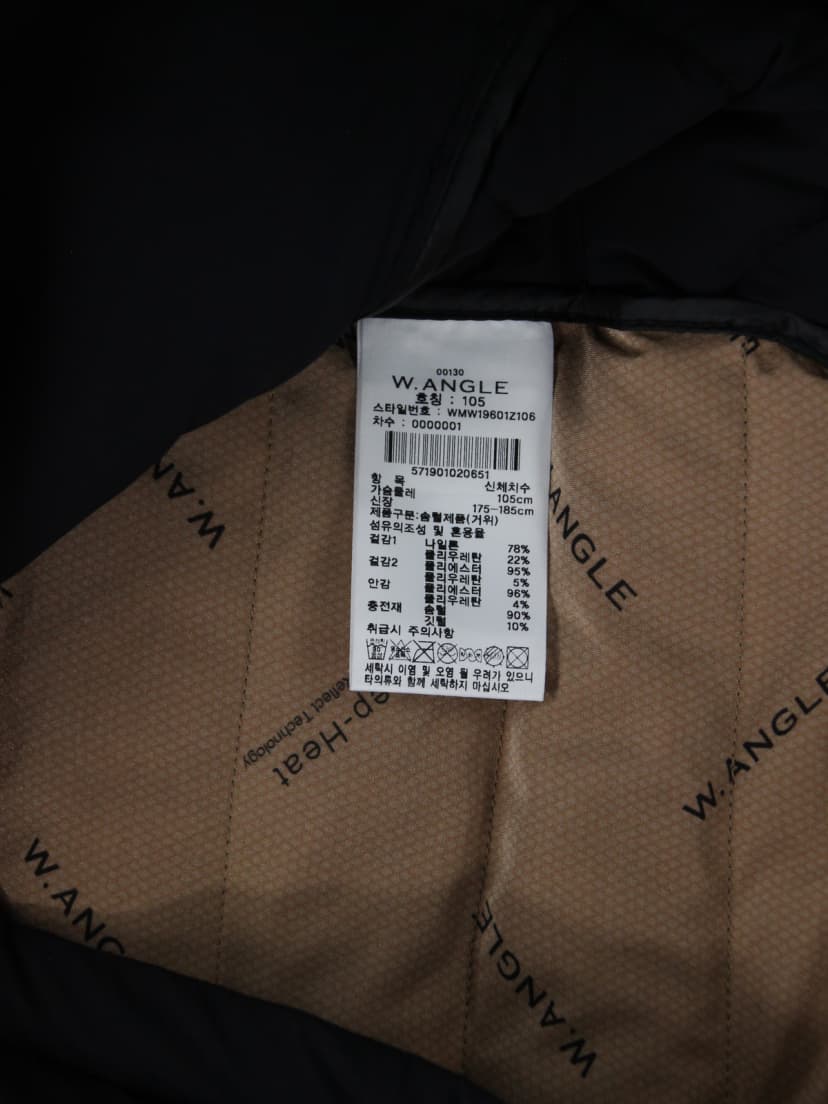 00130
W.ANGLE
호칭 : 105
스타일번호 : WMW19601Z106
차수 : 0000001
571901020651
항 목 신체치수
가슴둘레 105cm
신장 175-185cm
제품구분:솜털제품(거위)
섬유의조성 및 혼용율
겉감1 나일론 78%
폴리우레탄 22%
겉감2 폴리에스터 95%
폴리우레탄 5%
안감 폴리에스터 96%
폴리우레탄 4%
충전재 솜털 90%
깃털 10%
취급시 주의사항
세탁시 이염 및 오염 될 우려가 있으니
타의류와 함께 세탁하지 마십시오
W.AN
ANGLE
ep-Heat
Reflect Technology
W.ANGLE
W.ANG
W.ANGLE